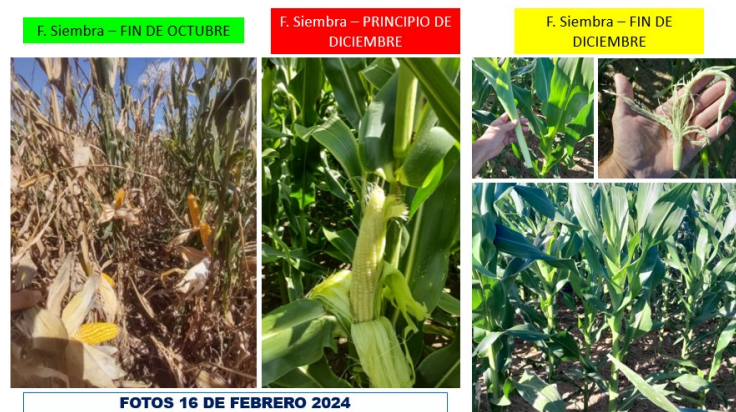 F. Siembra – FIN DE OCTUBRE
F. Siembra – PRINCIPIO DE
DICIEMBRE
F. Siembra – FIN DE
DICIEMBRE
FOTOS 16 DE FEBRERO 2024